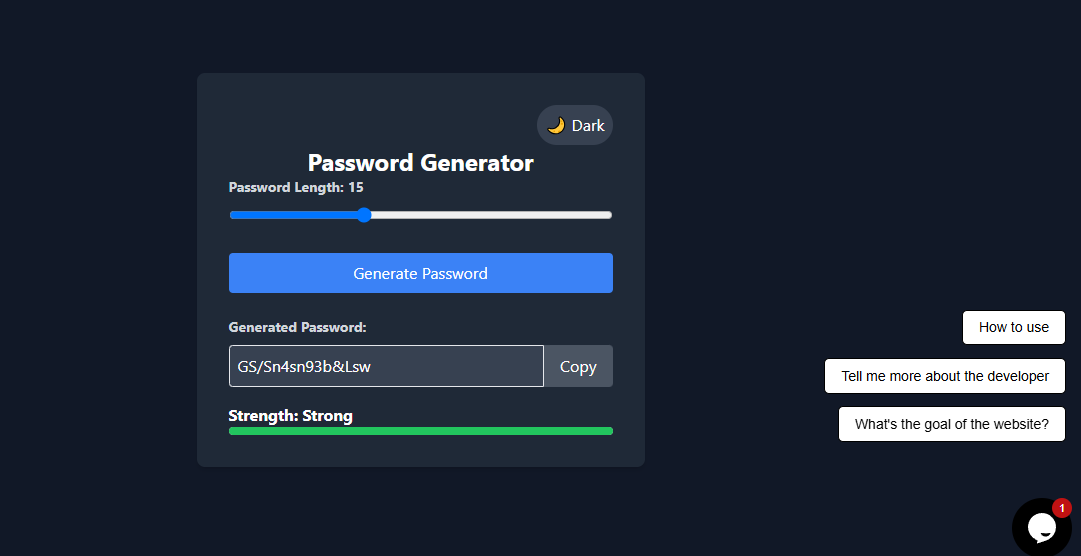 🌙 Dark
Password Generator
Password Length: 15
Generate Password
Generated Password:
GS/Sn4sn93b&Lsw Copy
Strength: Strong
How to use
Tell me more about the developer
What's the goal of the website?
1